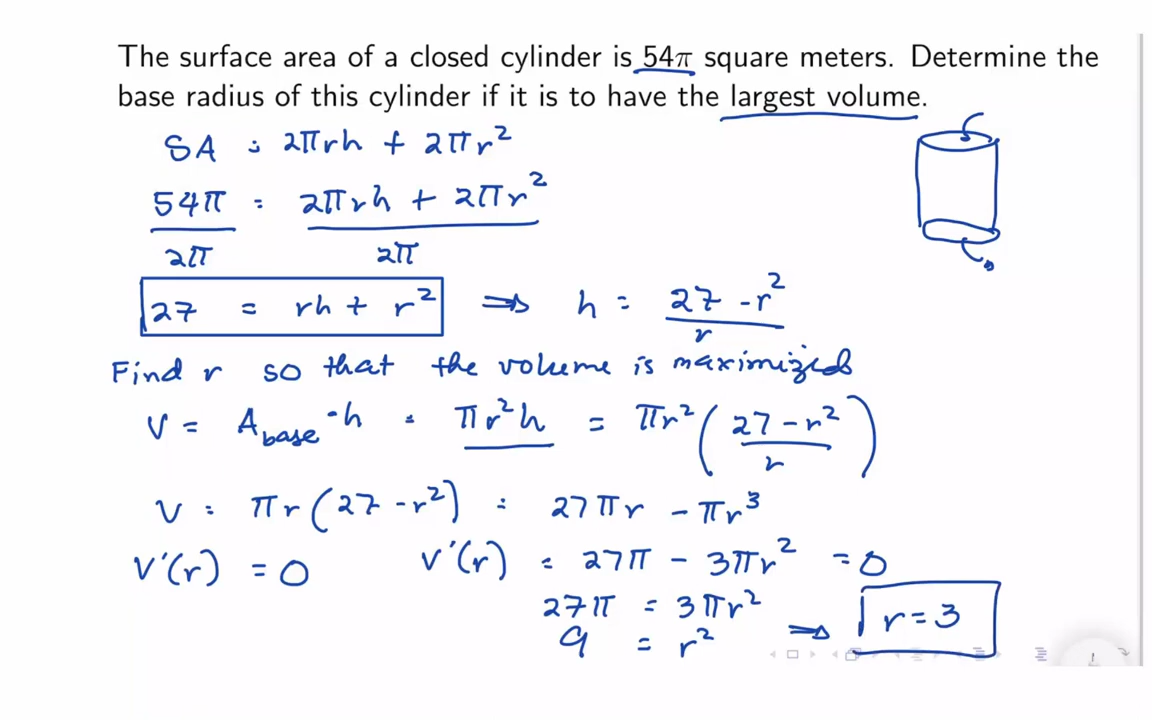 The surface area of a closed cylinder is 54π square meters. Determine the
base radius of this cylinder if it is to have the largest volume.
SA = 2πrh + 2πr²
54π = 2πrh + 2πr²
2π 2π
27 = rh + r² ⇒ h = (27 - r²)/r
Find r so that the volume is maximized
V = A_base · h = πr²h = πr²((27 - r²)/r)
V = πr(27 - r²) = 27πr - πr³
V'(r) = 0 V'(r) = 27π - 3πr² = 0
27π = 3πr²
9 = r² ⇒ r = 3